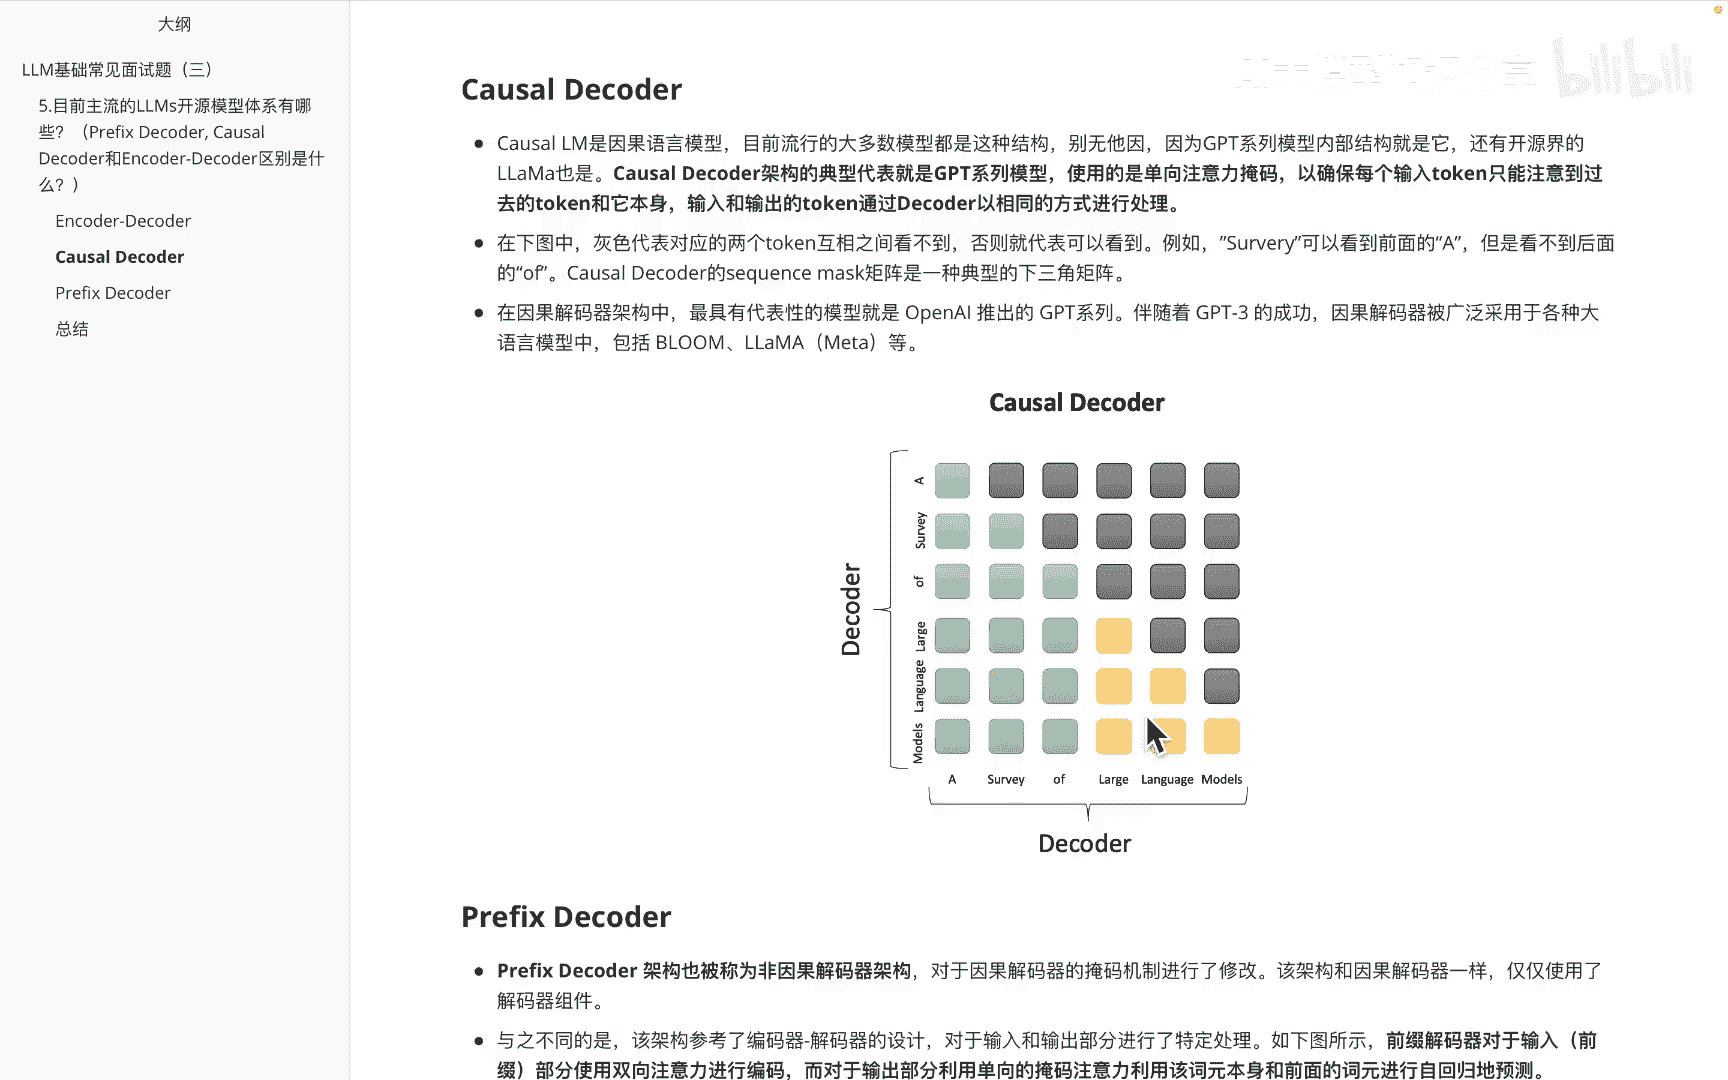 大纲
LLM基础常见面试题（三）
5.目前主流的LLMs开源模型体系有哪
些？（Prefix Decoder, Causal
Decoder和Encoder-Decoder区别是什
么？）
Encoder-Decoder
Causal Decoder
Prefix Decoder
总结
bilibili
Causal Decoder
Causal LM是因果语言模型，目前流行的大多数模型都是这种结构，别无他因，因为GPT系列模型内部结构就是它，还有开源界的
LLaMa也是。Causal Decoder架构的典型代表就是GPT系列模型，使用的是单向注意力掩码，以确保每个输入token只能注意到过
去的token和它本身，输入和输出的token通过Decoder以相同的方式进行处理。
在下图中，灰色代表对应的两个token互相之间看不到，否则就代表可以看到。例如，”Survery”可以看到前面的“A”，但是看不到后面
的“of”。Causal Decoder的sequence mask矩阵是一种典型的下三角矩阵。
在因果解码器架构中，最具有代表性的模型就是 OpenAI 推出的 GPT系列。伴随着 GPT-3 的成功，因果解码器被广泛采用于各种大
语言模型中，包括 BLOOM、LLaMA（Meta）等。
Causal Decoder
A
Survey
of
Large
Language
Models
Decoder
A Survey of Large Language Models
Decoder
Prefix Decoder
Prefix Decoder 架构也被称为非因果解码器架构，对于因果解码器的掩码机制进行了修改。该架构和因果解码器一样，仅仅使用了
解码器组件。
与之不同的是，该架构参考了编码器-解码器的设计，对于输入和输出部分进行了特定处理。如下图所示，前缀解码器对于输入（前
缀）部分使用双向注意力进行编码，而对于输出部分利用单向的掩码注意力利用该词元本身和前面的词元进行自回归地预测。